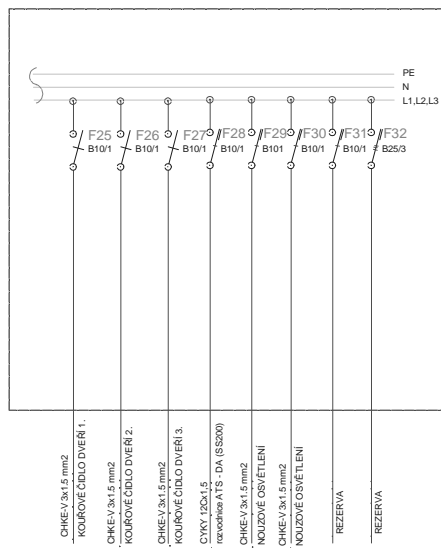 PE
N
L1,L2,L3
F25
B10/1
F26
B10/1
F27
B10/1
F28
B10/1
F29
B101
F30
B10/1
F31
B10/1
F32
B25/3
CHKE-V 3x1.5 mm2
KOUŘOVÉ ČIDLO DVEŘÍ 1.
CHKE-V 3x1.5 mm2
KOUŘOVÉ ČIDLO DVEŘÍ 2.
CHKE-V 3x1.5 mm2
KOUŘOVÉ ČIDLO DVEŘÍ 3.
CYKY 12Cx1,5
rozvodnice ATS - DA (SS200)
CHKE-V 3x1.5 mm2
NOUZOVÉ OSVĚTLENÍ
CHKE-V 3x1.5 mm2
NOUZOVÉ OSVĚTLENÍ
REZERVA
REZERVA